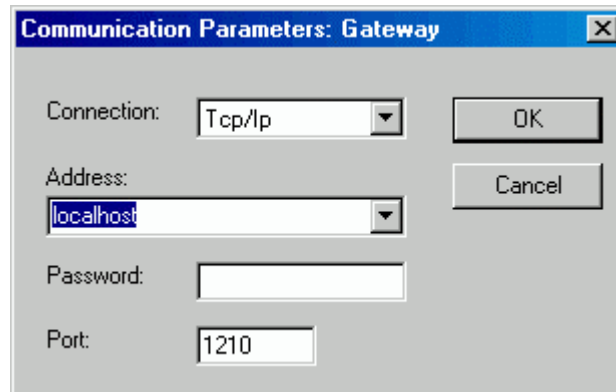 Communication Parameters: Gateway
Connection: Tcp/Ip OK
Address: Cancel
localhost
Password:
Port: 1210